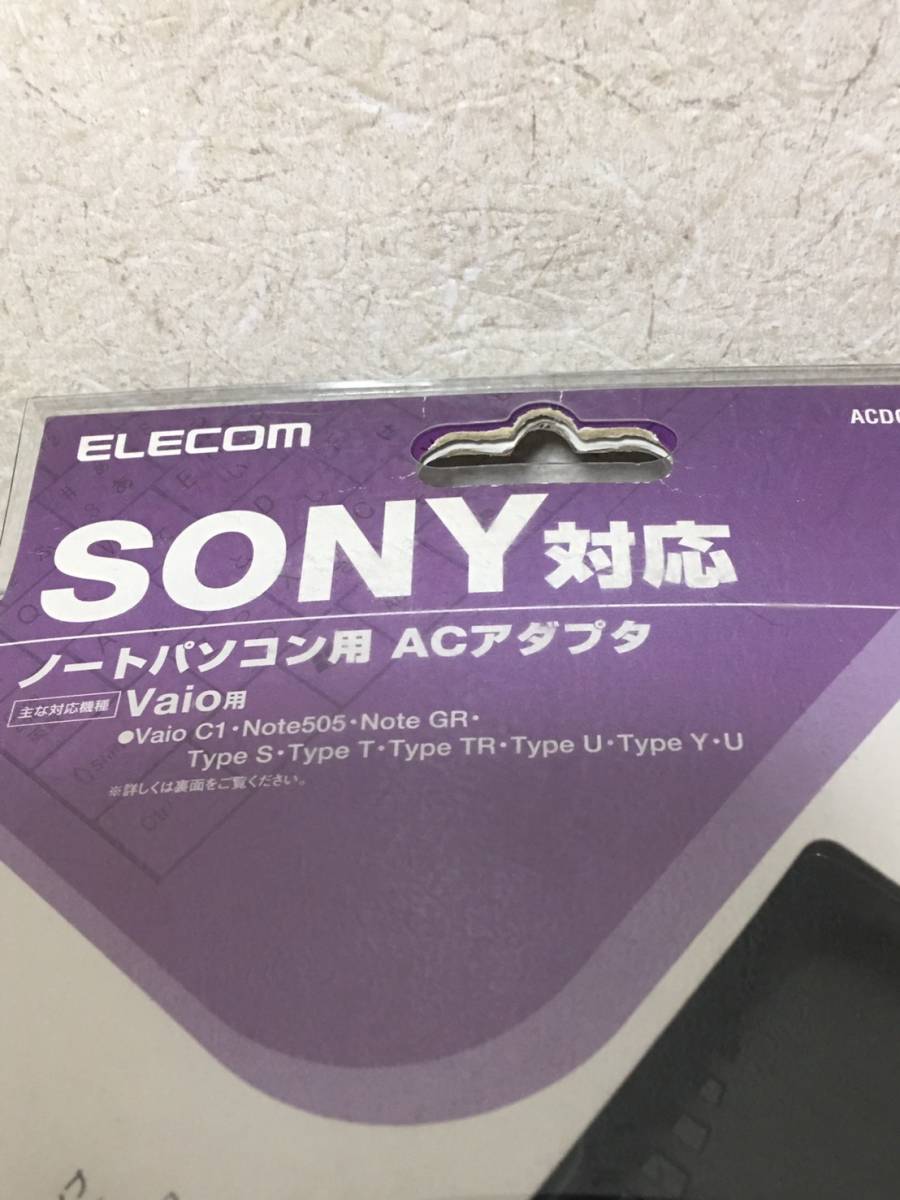 ELECOM
SONY対応
ノートパソコン用 ACアダプタ
主な対応機種 Vaio用
●Vaio C1・Note505・Note GR・
Type S・Type T・Type TR・Type U・Type Y・U
※詳しくは裏面をご覧ください。